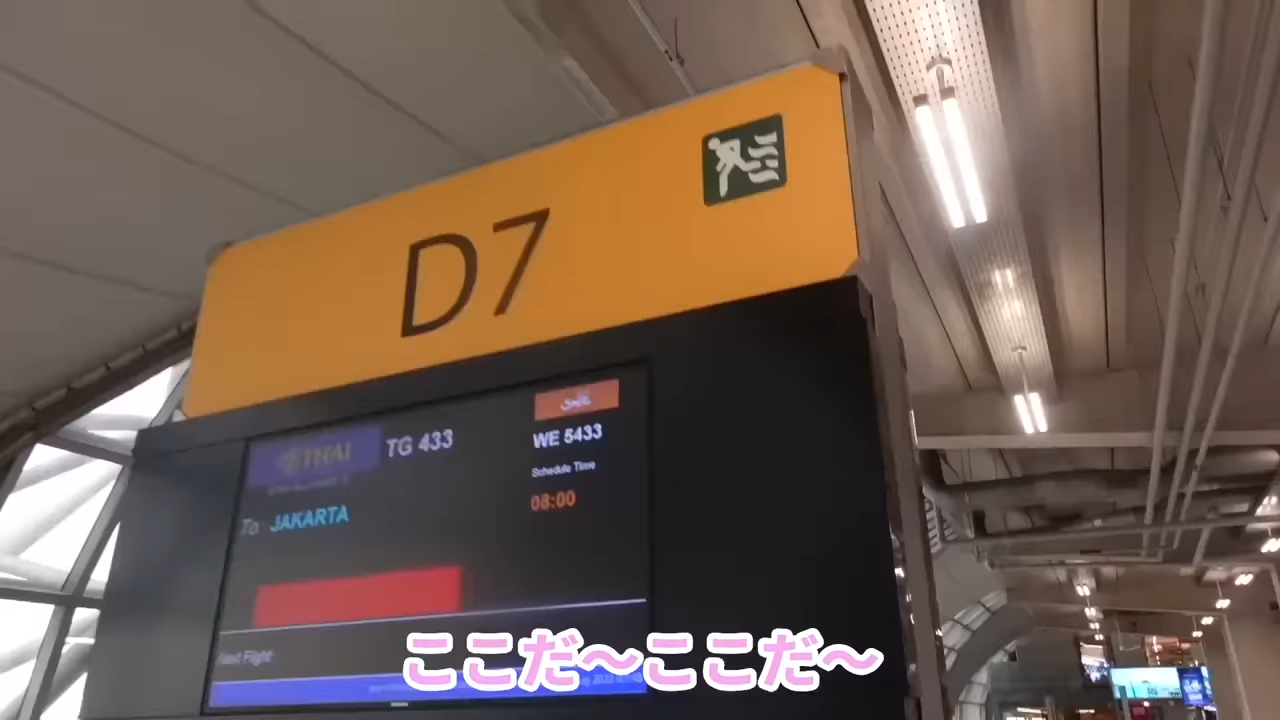 D7
THAI
TG 433
WE 5433
Schedule Time
08:00
To: JAKARTA
Next Flight
ここだ〜ここだ〜